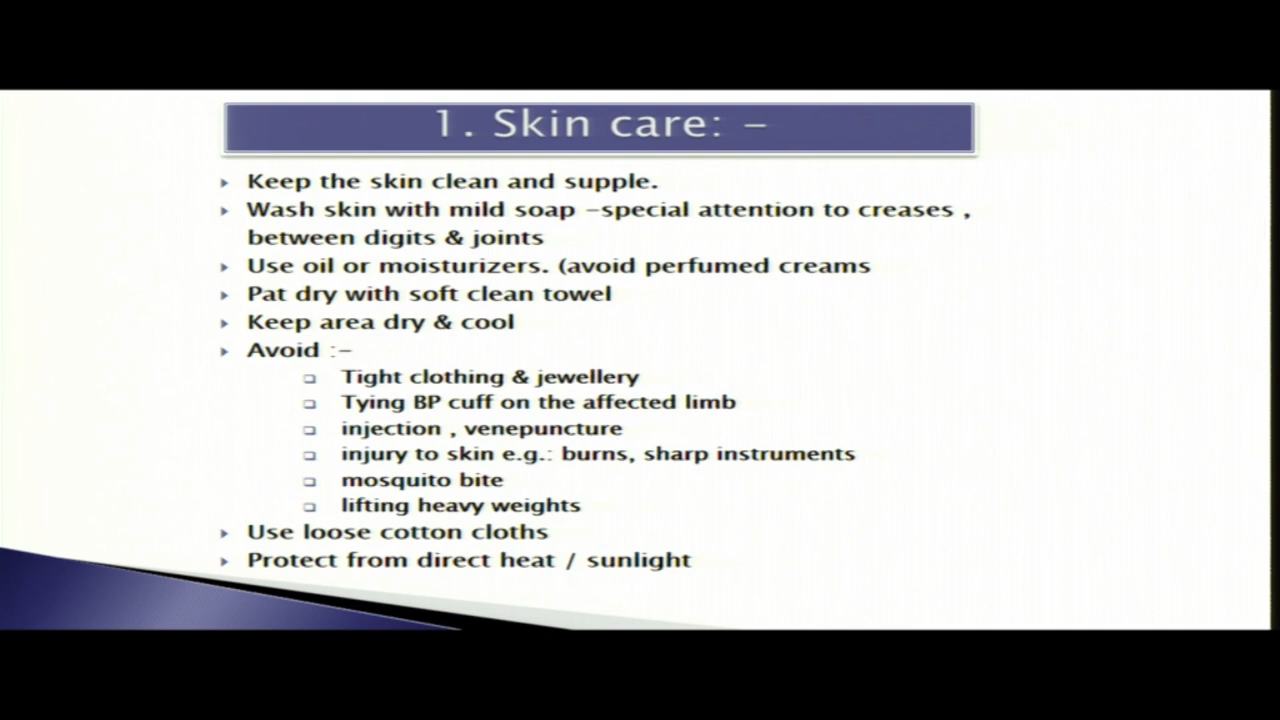 1. Skin care: –
Keep the skin clean and supple.
Wash skin with mild soap –special attention to creases ,
between digits & joints
Use oil or moisturizers. (avoid perfumed creams
Pat dry with soft clean towel
Keep area dry & cool
Avoid :–
Tight clothing & jewellery
Tying BP cuff on the affected limb
injection , venepuncture
injury to skin e.g.: burns, sharp instruments
mosquito bite
lifting heavy weights
Use loose cotton cloths
Protect from direct heat / sunlight